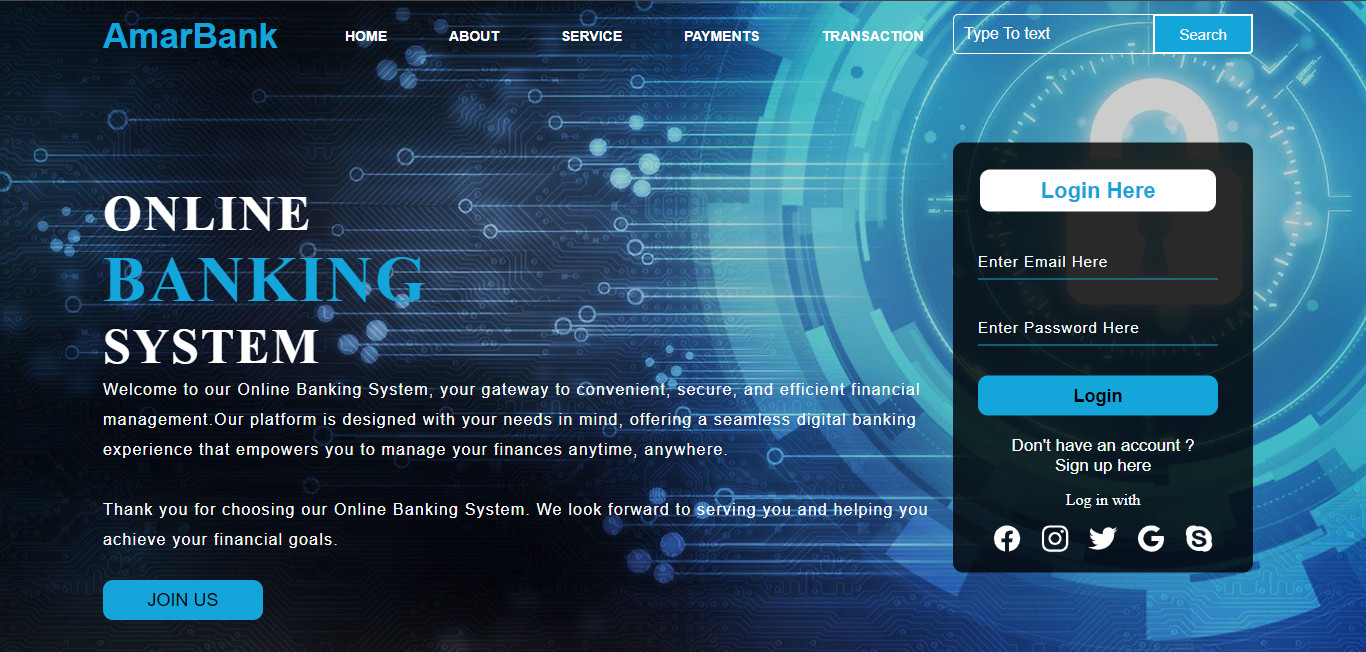 AmarBank
HOME ABOUT SERVICE PAYMENTS TRANSACTION
Type To text
Search
ONLINE
BANKING
SYSTEM
Welcome to our Online Banking System, your gateway to convenient, secure, and efficient financial
management.Our platform is designed with your needs in mind, offering a seamless digital banking
experience that empowers you to manage your finances anytime, anywhere.
Thank you for choosing our Online Banking System. We look forward to serving you and helping you
achieve your financial goals.
JOIN US
Login Here
Enter Email Here
Enter Password Here
Login
Don't have an account ?
Sign up here
Log in with